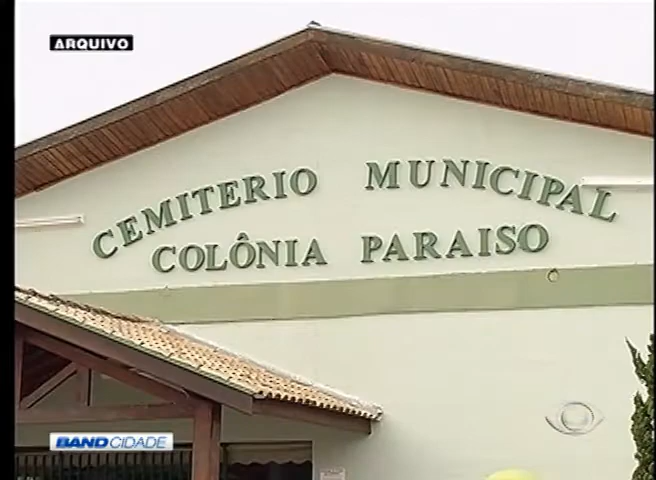 ARQUIVO
CEMITERIO MUNICIPAL
COLÔNIA PARAISO
BAND CIDADE